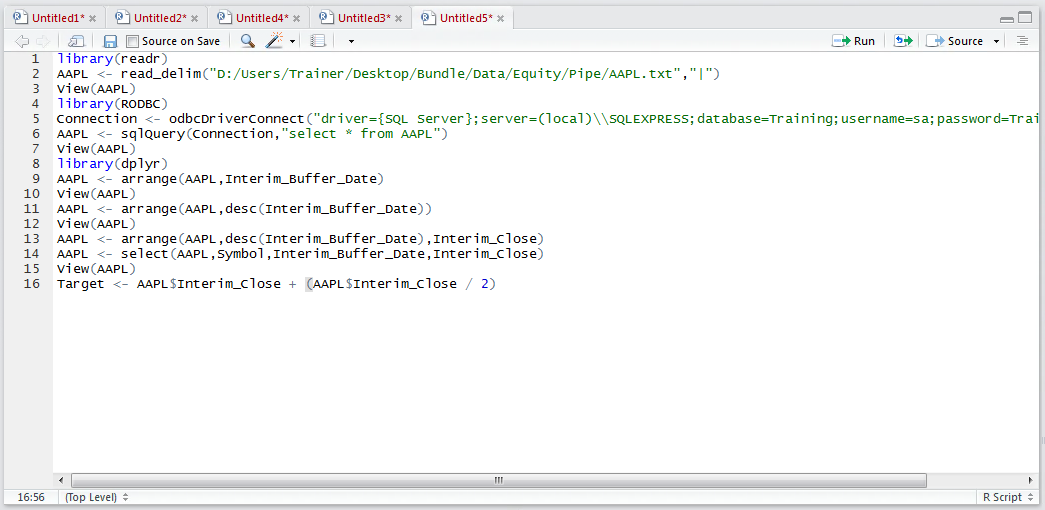 Untitled1* Untitled2* Untitled4* Untitled3* Untitled5*
Source on Save Run Source
1 library(readr)
2 AAPL <- read_delim("D:/Users/Trainer/Desktop/Bundle/Data/Equity/Pipe/AAPL.txt","|")
3 View(AAPL)
4 library(RODBC)
5 Connection <- odbcDriverConnect("driver={SQL Server};server=(local)\\SQLEXPRESS;database=Training;username=sa;password=Trai
6 AAPL <- sqlQuery(Connection,"select * from AAPL")
7 View(AAPL)
8 library(dplyr)
9 AAPL <- arrange(AAPL,Interim_Buffer_Date)
10 View(AAPL)
11 AAPL <- arrange(AAPL,desc(Interim_Buffer_Date))
12 View(AAPL)
13 AAPL <- arrange(AAPL,desc(Interim_Buffer_Date),Interim_Close)
14 AAPL <- select(AAPL,Symbol,Interim_Buffer_Date,Interim_Close)
15 View(AAPL)
16 Target <- AAPL$Interim_Close + (AAPL$Interim_Close / 2)
16:56 (Top Level) R Script